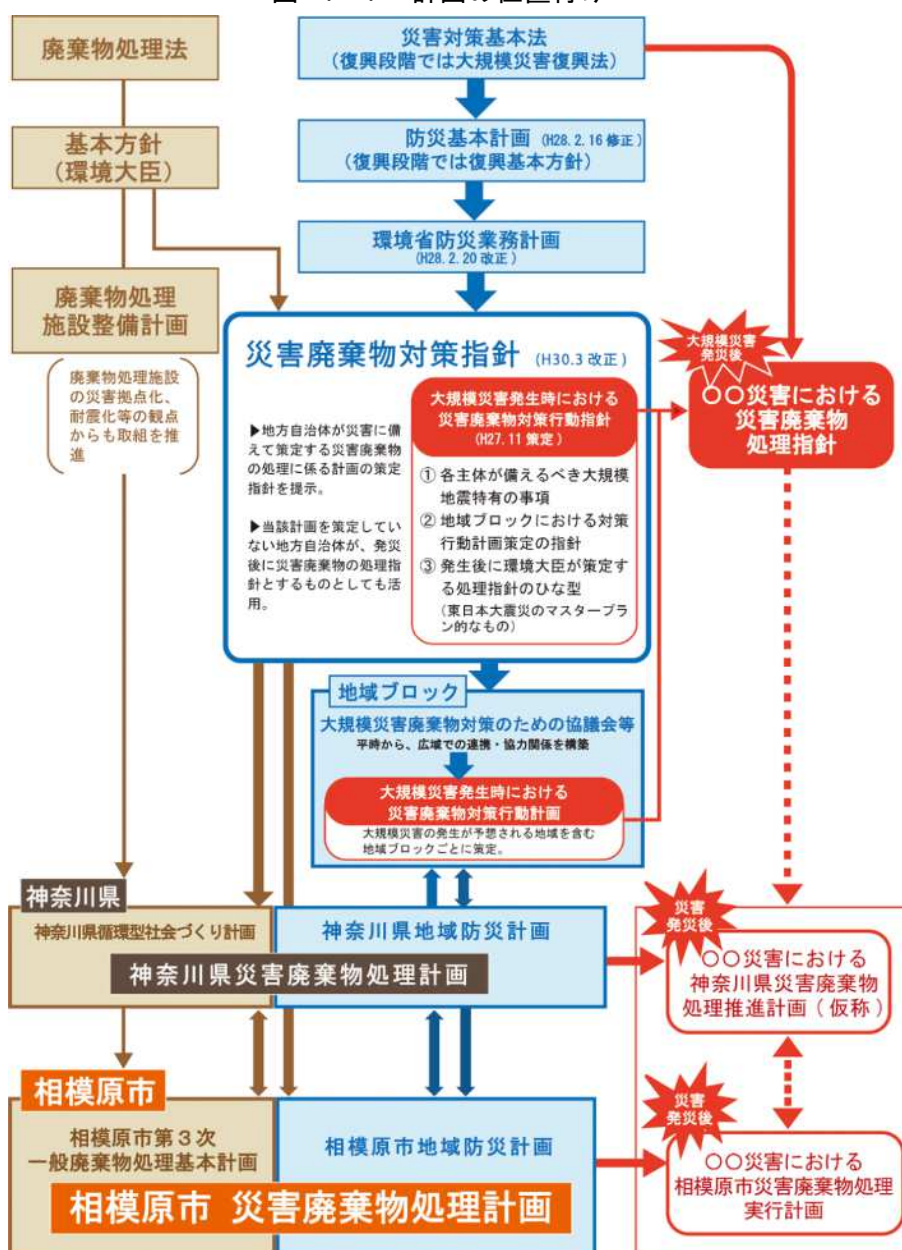 廃棄物処理法
基本方針
（環境大臣）
廃棄物処理
施設整備計画
廃棄物処理施設
の災害拠点化、
耐震化等の観点
からも取組を推
進
災害対策基本法
（復興段階では大規模災害復興法）
防災基本計画（H28.2.16 修正）
（復興段階では復興基本方針）
環境省防災業務計画
（H28.2.20 改正）
災害廃棄物対策指針（H30.3 改正）
▶地方自治体が災害に備
えて策定する災害廃棄物
の処理に係る計画の策定
指針を提示。
▶当該計画を策定してい
ない地方自治体が、発災
後に災害廃棄物の処理指
針とするものとしても活
用。
大規模災害発生時における
災害廃棄物対策行動指針
（H27.11 策定）
① 各主体が備えるべき大規模
地震特有の事項
② 地域ブロックにおける対策
行動計画策定の指針
③ 発生後に環境大臣が策定す
る処理指針のひな型
（東日本大震災のマスタープラ
ン的なもの）
大規模災害
発災後
〇〇災害における
災害廃棄物
処理指針
地域ブロック
大規模災害廃棄物対策のための協議会等
平時から、広域での連携・協力関係を構築
大規模災害発生時における
災害廃棄物対策行動計画
大規模災害の発生が予想される地域を含む
地域ブロックごとに策定。
神奈川県
神奈川県循環型社会づくり計画
神奈川県地域防災計画
神奈川県災害廃棄物処理計画
災害
発災後
〇〇災害における
神奈川県災害廃棄物
処理推進計画（仮称）
相模原市
相模原市第３次
一般廃棄物処理基本計画
相模原市地域防災計画
相模原市 災害廃棄物処理計画
災害
発災後
〇〇災害における
相模原市災害廃棄物処理
実行計画